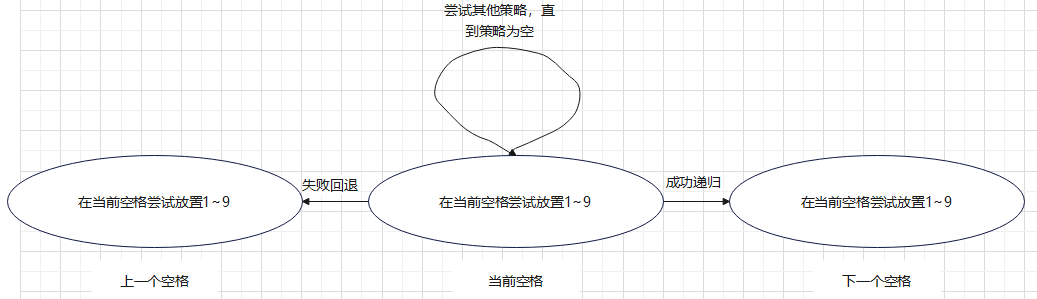 尝试其他策略，直
到策略为空
失败回退
成功递归
在当前空格尝试放置1~9
在当前空格尝试放置1~9
在当前空格尝试放置1~9
上一个空格
当前空格
下一个空格